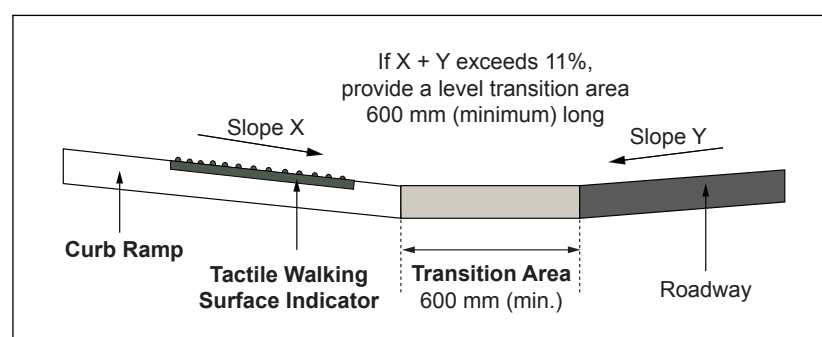 If X + Y exceeds 11%,
provide a level transition area
600 mm (minimum) long
Slope X
Slope Y
Curb Ramp
Tactile Walking
Surface Indicator
Transition Area
600 mm (min.)
Roadway